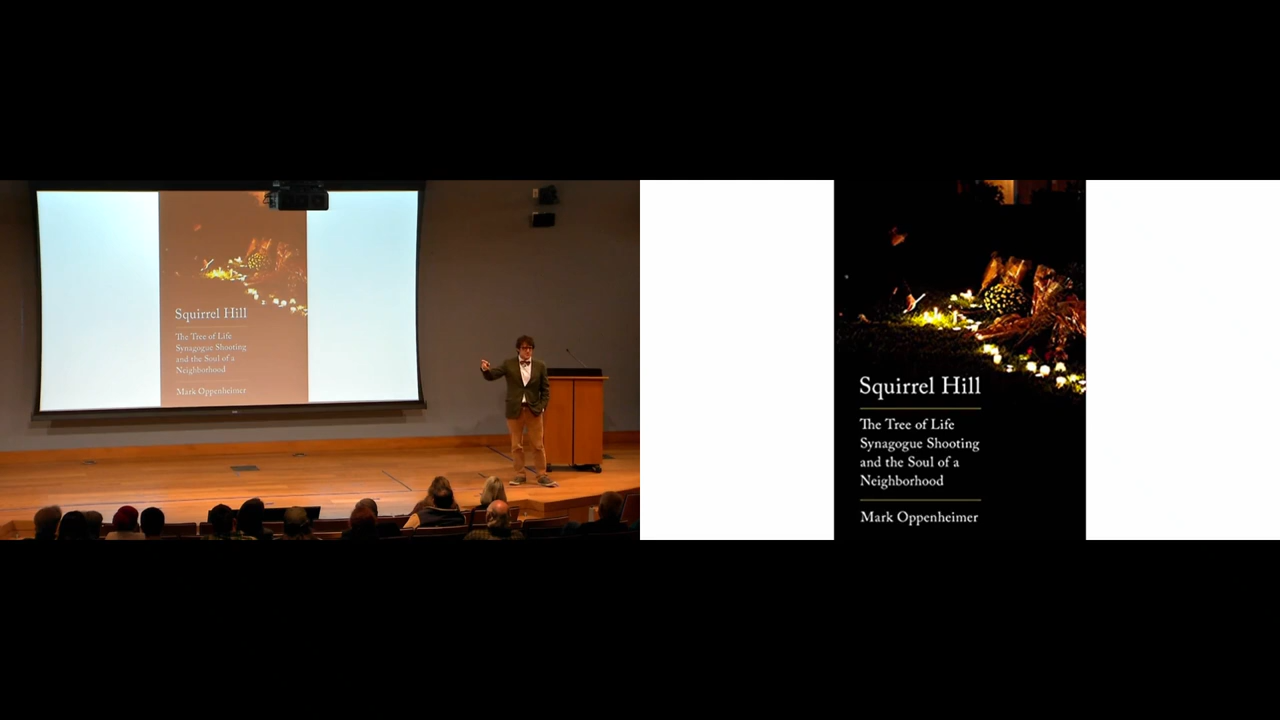 Squirrel Hill
The Tree of Life
Synagogue Shooting
and the Soul of a
Neighborhood
Mark Oppenheimer
Squirrel Hill
The Tree of Life
Synagogue Shooting
and the Soul of a
Neighborhood
Mark Oppenheimer